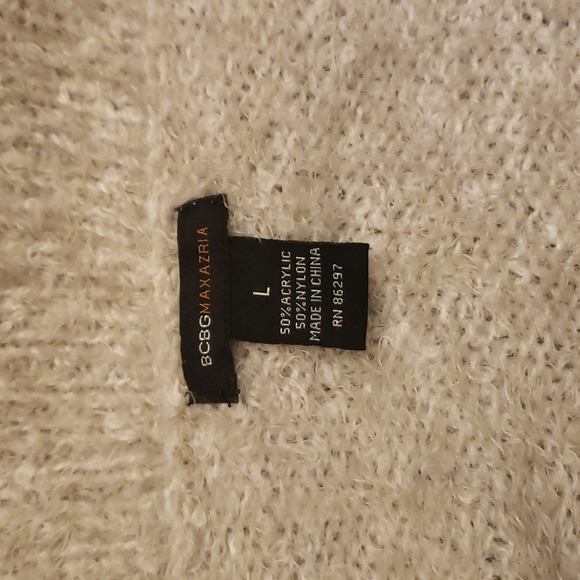 BCBGMAXAZRIA
L
50%ACRYLIC
50%NYLON
MADE IN CHINA
RN 86297